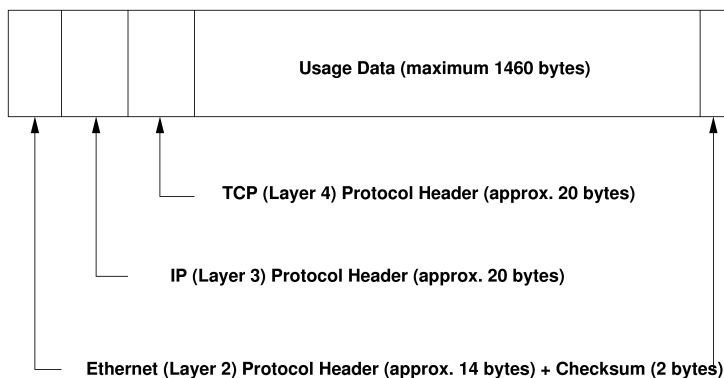 Usage Data (maximum 1460 bytes)
TCP (Layer 4) Protocol Header (approx. 20 bytes)
IP (Layer 3) Protocol Header (approx. 20 bytes)
Ethernet (Layer 2) Protocol Header (approx. 14 bytes) + Checksum (2 bytes)